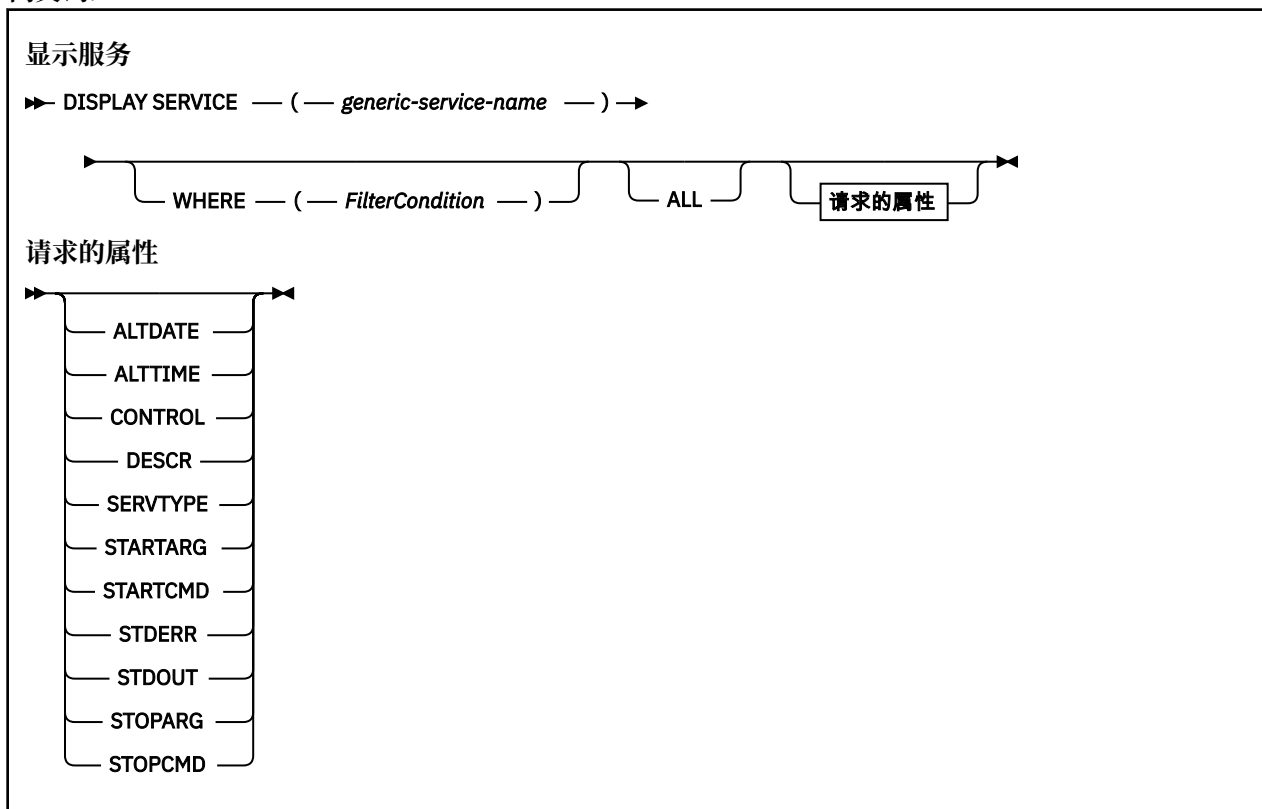 显示服务
DISPLAY SERVICE ( generic-service-name )
WHERE ( FilterCondition ) ALL 请求的属性
请求的属性
ALTDATE
ALTTIME
CONTROL
DESCR
SERVTYPE
STARTARG
STARTCMD
STDERR
STDOUT
STOPARG
STOPCMD